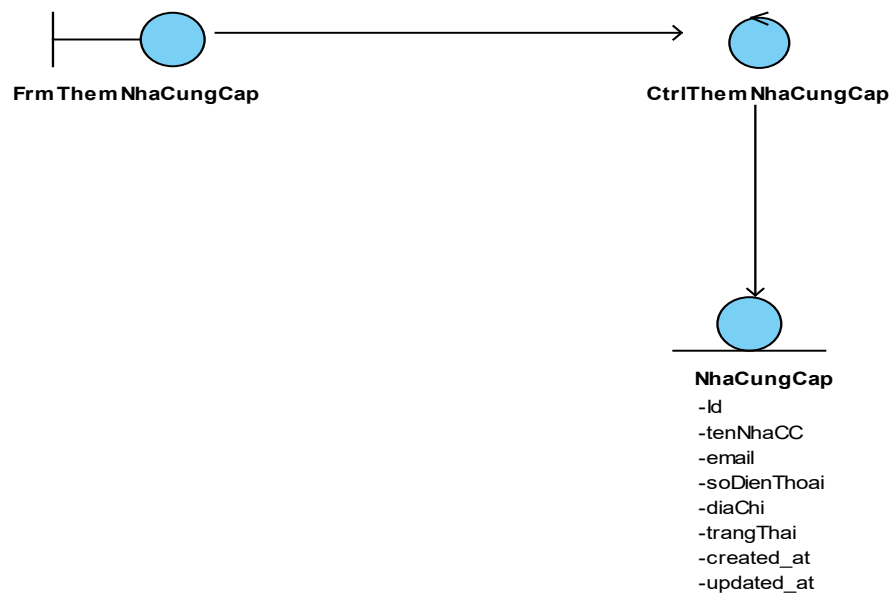 FrmThemNhaCungCap
CtrlThemNhaCungCap
NhaCungCap
-Id
-tenNhaCC
-email
-soDienThoai
-diaChi
-trangThai
-created_at
-updated_at